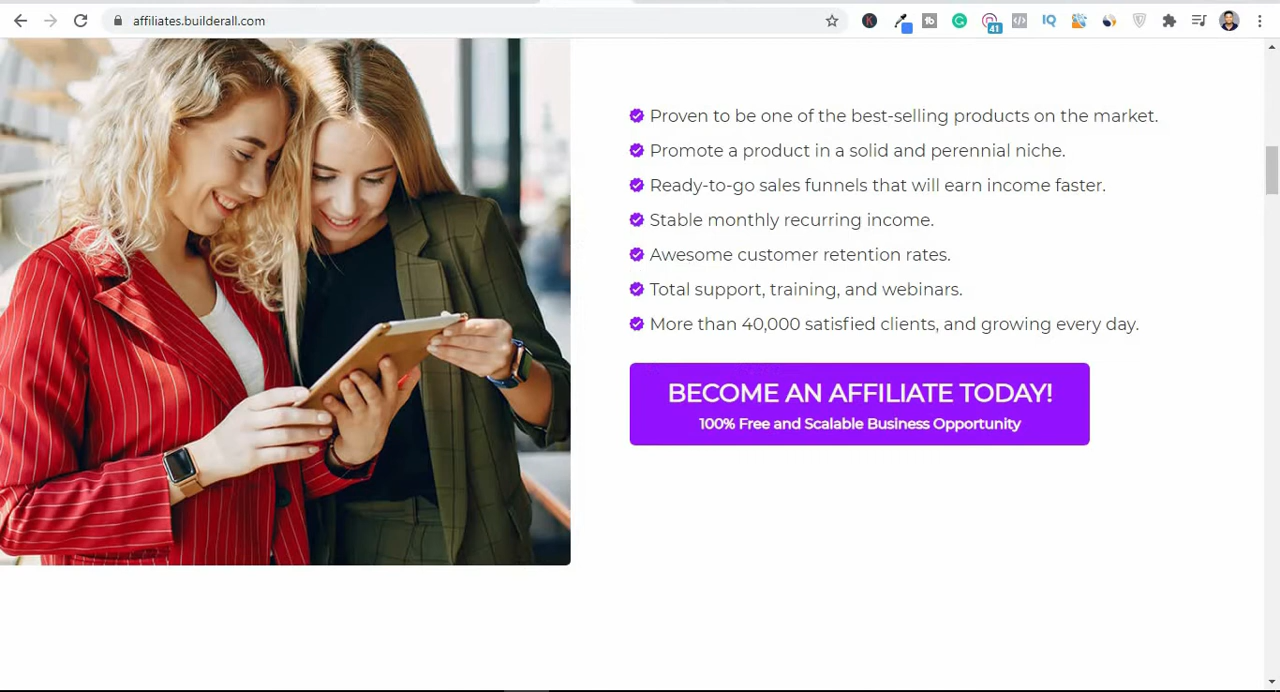 affiliates.builderall.com
41
IQ
Proven to be one of the best-selling products on the market.
Promote a product in a solid and perennial niche.
Ready-to-go sales funnels that will earn income faster.
Stable monthly recurring income.
Awesome customer retention rates.
Total support, training, and webinars.
More than 40,000 satisfied clients, and growing every day.
BECOME AN AFFILIATE TODAY!
100% Free and Scalable Business Opportunity